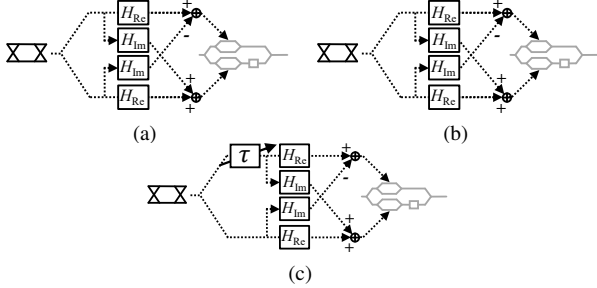 + +
H_Re H_Re
- -
H_Im H_Im
H_Im H_Im
+ +
H_Re H_Re
+ +
(a) (b)
τ H_Re +
-
H_Im
H_Im
+
H_Re
+
(c)